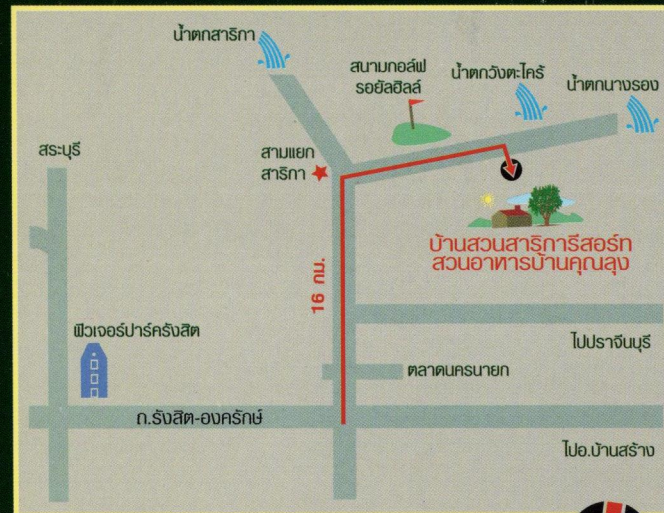 น้ำตกสาริกา
สนามกอล์ฟ
รอยัลฮิลล์
น้ำตกวังตะไคร้
น้ำตกนางรอง
สระบุรี
สามแยก
สาริกา
บ้านสวนสาริการีสอร์ท
สวนอาหารบ้านคุณลุง
16 กม.
ฟิวเจอร์ปาร์ครังสิต
ไปปราจีนบุรี
ตลาดนครนายก
ถ.รังสิต-องครักษ์
ไปอ.บ้านสร้าง